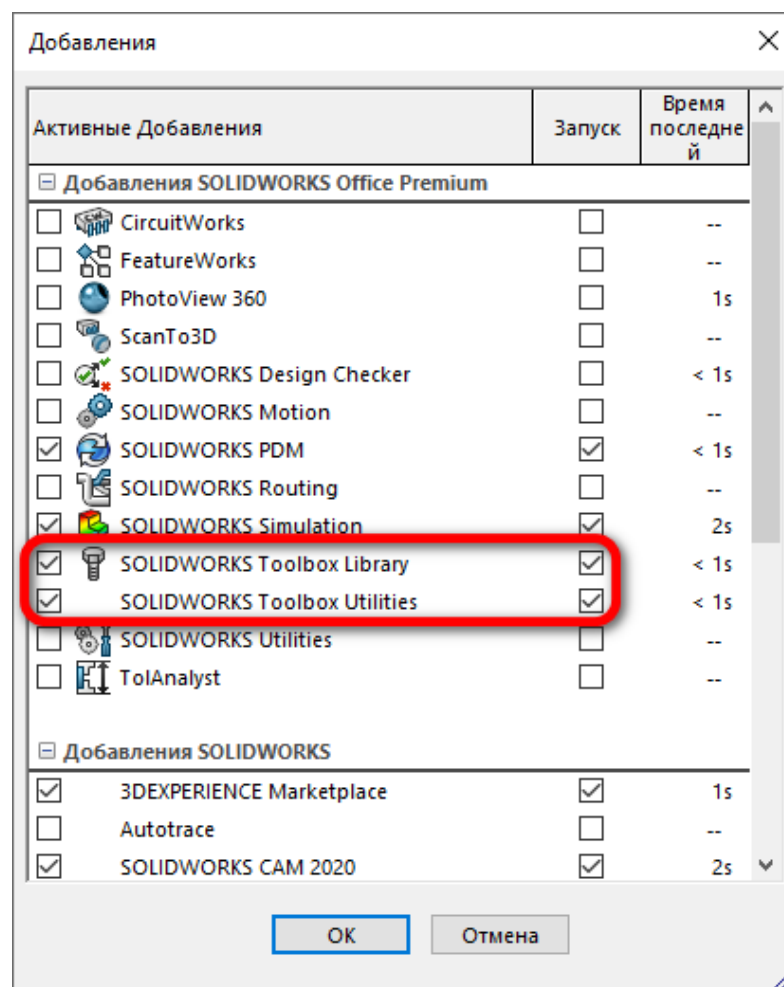 Добавления
Активные Добавления Запуск Время последне й
Добавления SOLIDWORKS Office Premium
CircuitWorks --
FeatureWorks --
PhotoView 360 1s
ScanTo3D --
SOLIDWORKS Design Checker < 1s
SOLIDWORKS Motion --
SOLIDWORKS PDM < 1s
SOLIDWORKS Routing --
SOLIDWORKS Simulation 2s
SOLIDWORKS Toolbox Library < 1s
SOLIDWORKS Toolbox Utilities < 1s
SOLIDWORKS Utilities --
TolAnalyst --
Добавления SOLIDWORKS
3DEXPERIENCE Marketplace 1s
Autotrace --
SOLIDWORKS CAM 2020 2s
OK Отмена